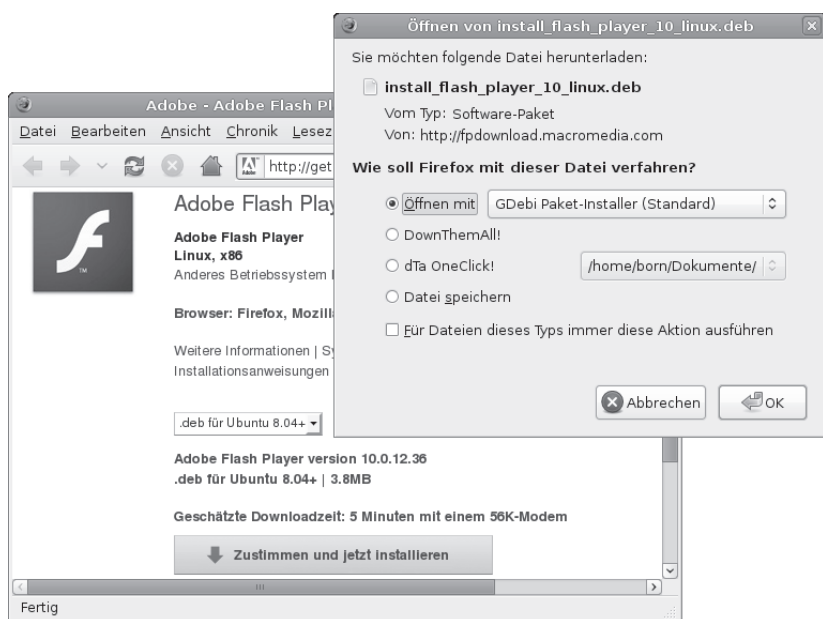 Öffnen von install_flash_player_10_linux.deb
Sie möchten folgende Datei herunterladen:
install_flash_player_10_linux.deb
Vom Typ: Software-Paket
Von: http://fpdownload.macromedia.com
Wie soll Firefox mit dieser Datei verfahren?
Öffnen mit GDebi Paket-Installer (Standard)
DownThemAll!
dTa OneClick! /home/born/Dokumente/
Datei speichern
Für Dateien dieses Typs immer diese Aktion ausführen
Abbrechen OK
Adobe - Adobe Flash Pl
Datei Bearbeiten Ansicht Chronik Lesez
Adobe http://get
Adobe Flash Play
TM
Adobe Flash Player
Linux, x86
Anderes Betriebssystem
Browser: Firefox, Mozill
Weitere Informationen | Sy
Installationsanweisungen
.deb für Ubuntu 8.04+
Adobe Flash Player version 10.0.12.36
.deb für Ubuntu 8.04+ | 3.8MB
Geschätzte Downloadzeit: 5 Minuten mit einem 56K-Modem
Zustimmen und jetzt installieren
Fertig